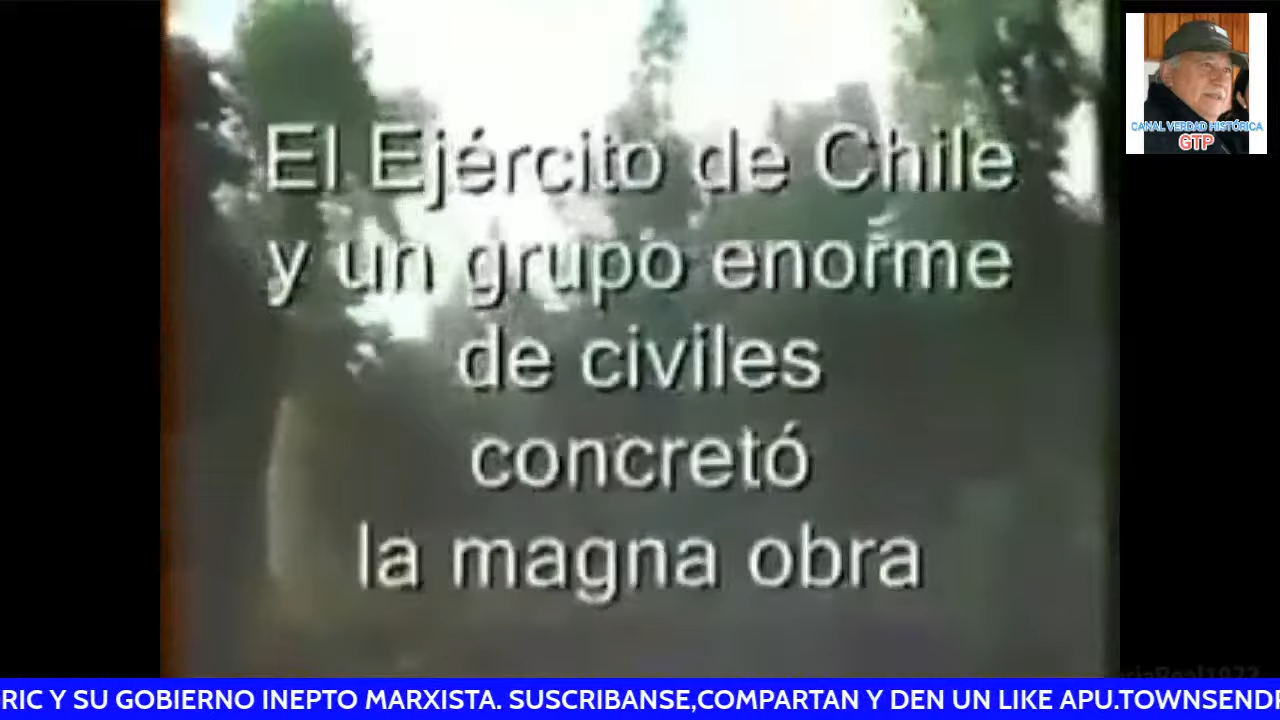 El Ejército de Chile
y un grupo enorme
de civiles
concretó
la magna obra
CANAL VERDAD HISTÓRICA
GTP
RIC Y SU GOBIERNO INEPTO MARXISTA. SUSCRIBANSE,COMPARTAN Y DEN UN LIKE APU.TOWNSEND